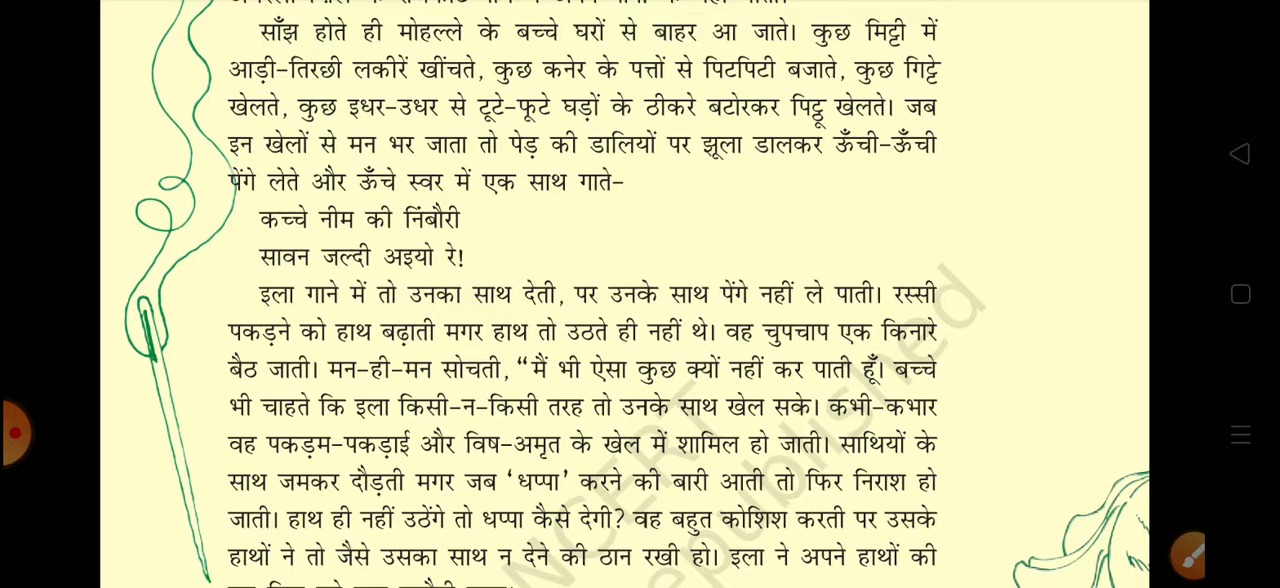 साँझ होते ही मोहल्ले के बच्चे घरों से बाहर आ जाते। कुछ मिट्टी में
आड़ी-तिरछी लकीरें खींचते, कुछ कनेर के पत्तों से पिटपिटी बजाते, कुछ गिट्टे
खेलते, कुछ इधर-उधर से टूटे-फूटे घड़ों के ठीकरे बटोरकर पिट्ठू खेलते। जब
इन खेलों से मन भर जाता तो पेड़ की डालियों पर झूला डालकर ऊँची-ऊँची
पेंगे लेते और ऊँचे स्वर में एक साथ गाते-
कच्चे नीम की निंबौरी
सावन जल्दी अइयो रे!
इला गाने में तो उनका साथ देती, पर उनके साथ पेंगे नहीं ले पाती। रस्सी
पकड़ने को हाथ बढ़ाती मगर हाथ तो उठते ही नहीं थे। वह चुपचाप एक किनारे
बैठ जाती। मन-ही-मन सोचती, “मैं भी ऐसा कुछ क्यों नहीं कर पाती हूँ। बच्चे
भी चाहते कि इला किसी-न-किसी तरह तो उनके साथ खेल सके। कभी-कभार
वह पकड़म-पकड़ाई और विष-अमृत के खेल में शामिल हो जाती। साथियों के
साथ जमकर दौड़ती मगर जब ‘धप्पा’ करने की बारी आती तो फिर निराश हो
जाती। हाथ ही नहीं उठेंगे तो धप्पा कैसे देगी? वह बहुत कोशिश करती पर उसके
हाथों ने तो जैसे उसका साथ न देने की ठान रखी हो। इला ने अपने हाथों की
NCERT
republished